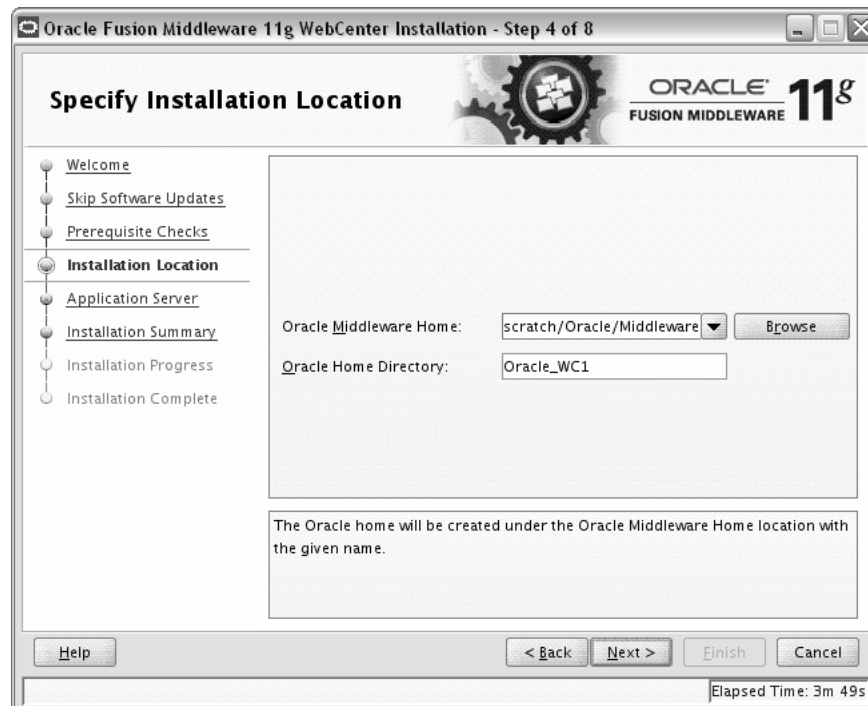 Oracle Fusion Middleware 11g WebCenter Installation - Step 4 of 8
Specify Installation Location
ORACLE
FUSION MIDDLEWARE
11g
Welcome
Skip Software Updates
Prerequisite Checks
Installation Location
Application Server
Installation Summary
Installation Progress
Installation Complete
Oracle Middleware Home: scratch/Oracle/Middleware Browse
Oracle Home Directory: Oracle_WC1
The Oracle home will be created under the Oracle Middleware Home location with
the given name.
Help < Back Next > Finish Cancel
Elapsed Time: 3m 49s